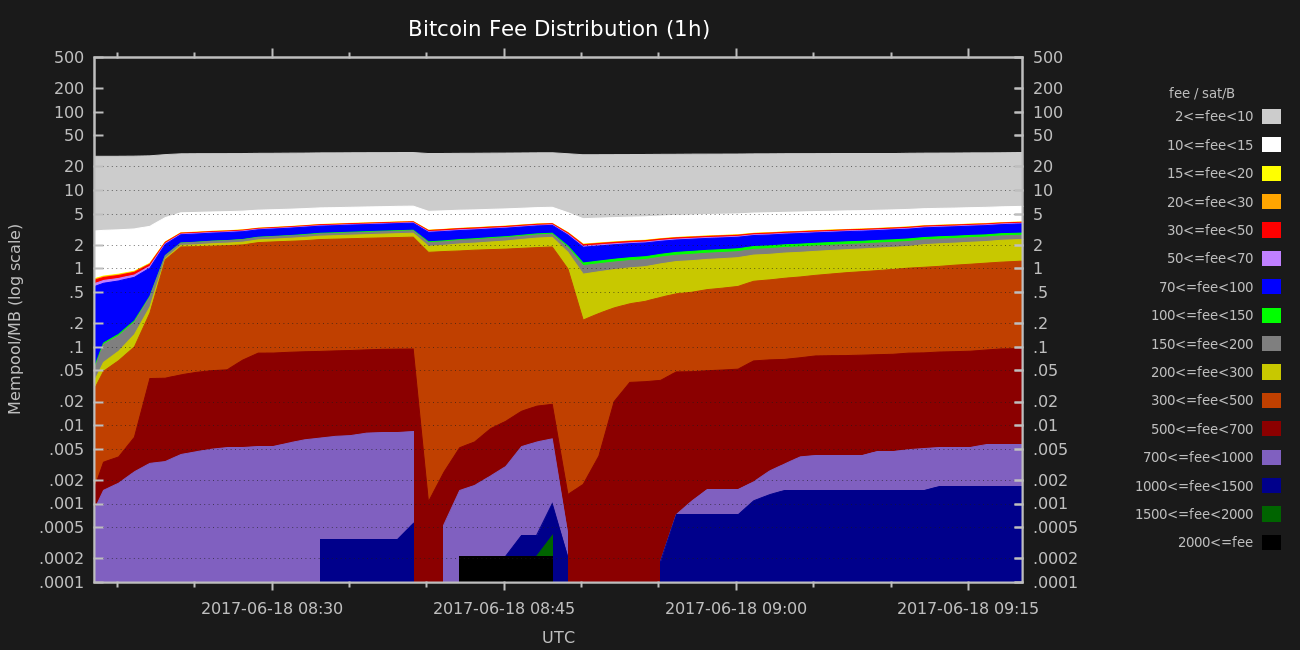 Bitcoin Fee Distribution (1h)
Mempool/MB (log scale)
500
200
100
50
20
10
5
2
1
.5
.2
.1
.05
.02
.01
.005
.002
.001
.0005
.0002
.0001
500
200
100
50
20
10
5
2
1
.5
.2
.1
.05
.02
.01
.005
.002
.001
.0005
.0002
.0001
2017-06-18 08:30
2017-06-18 08:45
2017-06-18 09:00
2017-06-18 09:15
UTC
fee / sat/B
2<=fee<10
10<=fee<15
15<=fee<20
20<=fee<30
30<=fee<50
50<=fee<70
70<=fee<100
100<=fee<150
150<=fee<200
200<=fee<300
300<=fee<500
500<=fee<700
700<=fee<1000
1000<=fee<1500
1500<=fee<2000
2000<=fee